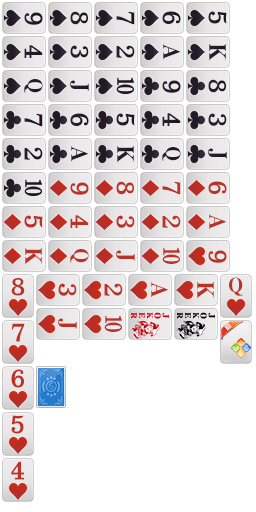 9 8 7 6 5
4 3 2 A K
Q J 10 9 8
7 6 5 4 3
2 A K Q J
10 9 8 7 6
5 4 3 2 A
K Q J 10 9
8 3 2 A K Q
J 10 JOKER JOKER
7
6
5
4